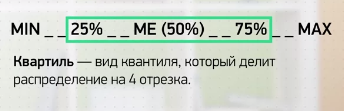 MIN _ _ 25% _ _ ME (50%) _ _ 75% _ _ MAX
Квартиль — вид квантиля, который делит
распределение на 4 отрезка.